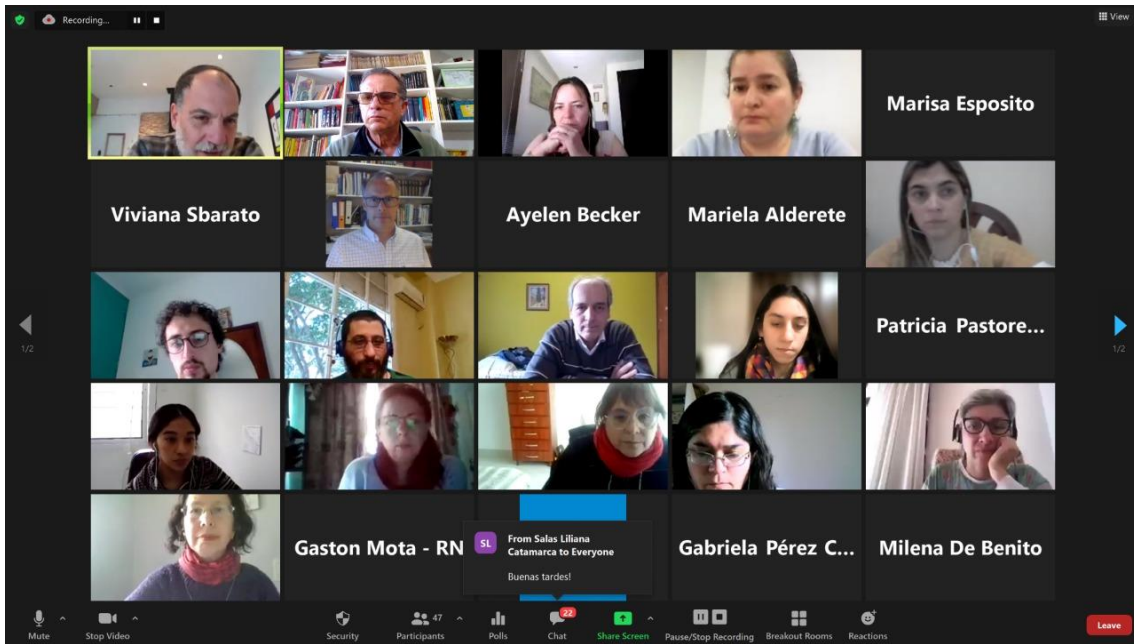 Recording...
View
Marisa Esposito
Viviana Sbarato
Ayelen Becker
Mariela Alderete
Patricia Pastore...
1/2
1/2
Gaston Mota - RN
SL
From Salas Liliana
Catamarca to Everyone
Buenas tardes!
Gabriela Pérez C...
Milena De Benito
Mute
Stop Video
Security
47
Participants
Polls
22
Chat
Share Screen
Pause/Stop Recording
Breakout Rooms
Reactions
Leave